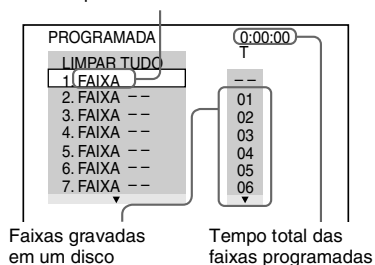 PROGRAMADA 0:00:00
T
LIMPAR TUDO
1. FAIXA – –
2. FAIXA – – 01
3. FAIXA – – 02
4. FAIXA – – 03
5. FAIXA – – 04
6. FAIXA – – 05
7. FAIXA – – 06
Faixas gravadas
em um disco
Tempo total das
faixas programadas